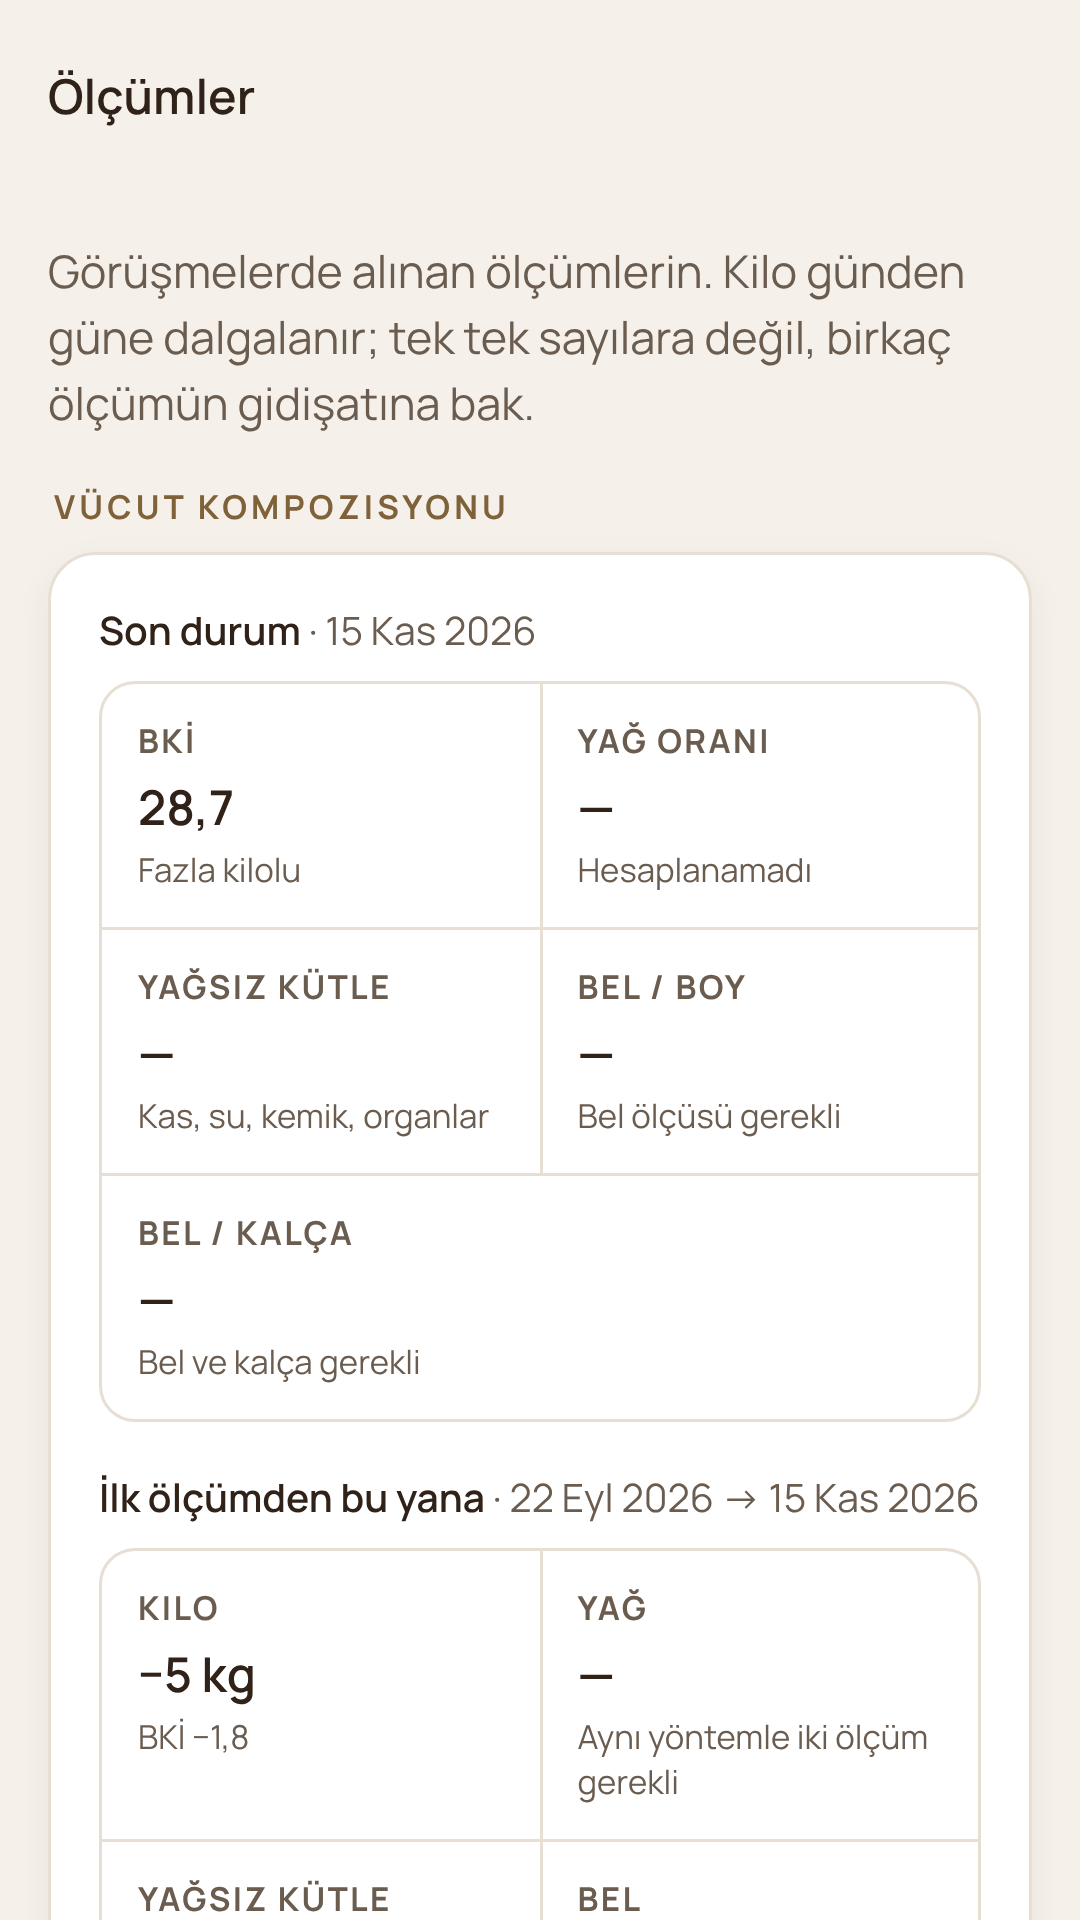 Ölçümler
Görüşmelerde alınan ölçümlerin. Kilo günden
güne dalgalanır; tek tek sayılara değil, birkaç
ölçümün gidişatına bak.
VÜCUT KOMPOZISYONU
Son durum · 15 Kas 2026
BKİ
28,7
Fazla kilolu
YAĞ ORANI
—
Hesaplanamadı
YAĞSIZ KÜTLE
—
Kas, su, kemik, organlar
BEL / BOY
—
Bel ölçüsü gerekli
BEL / KALÇA
—
Bel ve kalça gerekli
İlk ölçümden bu yana · 22 Eyl 2026 → 15 Kas 2026
KILO
−5 kg
BKİ −1,8
YAĞ
—
Aynı yöntemle iki ölçüm
gerekli
YAĞSIZ KÜTLE
BEL